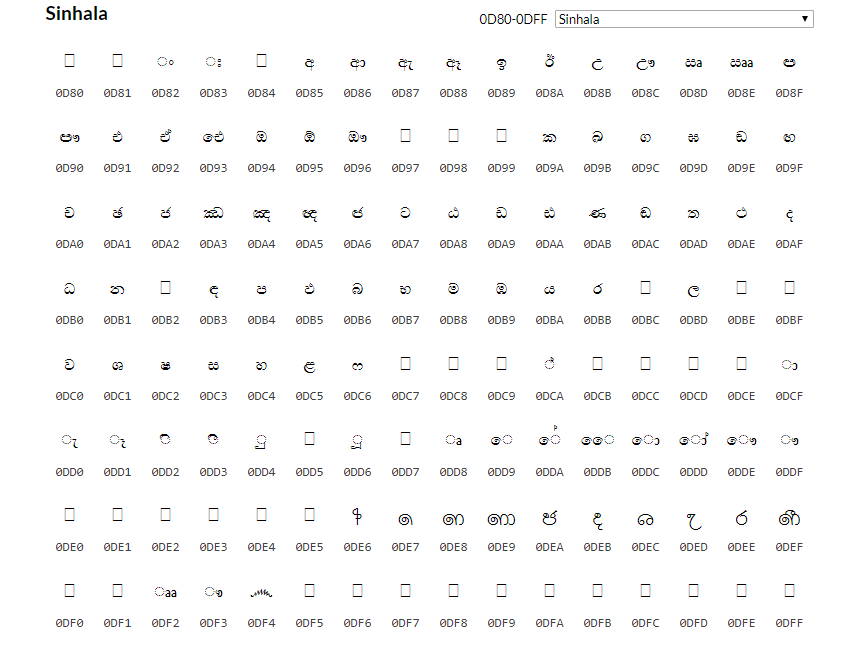 Sinhala
0D80-0DFF Sinhala
ං ඃ අ ආ ඇ ඈ ඉ ඊ උ ඌ ඍ ඎ ඏ
0D80 0D81 0D82 0D83 0D84 0D85 0D86 0D87 0D88 0D89 0D8A 0D8B 0D8C 0D8D 0D8E 0D8F
ඐ එ ඒ ඓ ඔ ඕ ඖ ක ඛ ග ඝ ඞ ඟ
0D90 0D91 0D92 0D93 0D94 0D95 0D96 0D97 0D98 0D99 0D9A 0D9B 0D9C 0D9D 0D9E 0D9F
ච ඡ ජ ඣ ඤ ඥ ඦ ට ඨ ඩ ඪ ණ ඬ ත ථ ද
0DA0 0DA1 0DA2 0DA3 0DA4 0DA5 0DA6 0DA7 0DA8 0DA9 0DAA 0DAB 0DAC 0DAD 0DAE 0DAF
ධ න ඳ ප ඵ බ භ ම ඹ ය ර ල
0DB0 0DB1 0DB2 0DB3 0DB4 0DB5 0DB6 0DB7 0DB8 0DB9 0DBA 0DBB 0DBC 0DBD 0DBE 0DBF
ව ශ ෂ ස හ ළ ෆ ් ා
0DC0 0DC1 0DC2 0DC3 0DC4 0DC5 0DC6 0DC7 0DC8 0DC9 0DCA 0DCB 0DCC 0DCD 0DCE 0DCF
ැ ෑ ි ී ු ූ ෘ ෙ ේ ෛ ො ෝ ෞ ෟ
0DD0 0DD1 0DD2 0DD3 0DD4 0DD5 0DD6 0DD7 0DD8 0DD9 0DDA 0DDB 0DDC 0DDD 0DDE 0DDF
෦ ෧ ෨ ෩ ෪ ෫ ෬ ෭ ෮ ෯
0DE0 0DE1 0DE2 0DE3 0DE4 0DE5 0DE6 0DE7 0DE8 0DE9 0DEA 0DEB 0DEC 0DED 0DEE 0DEF
ෲ ෳ ෴
0DF0 0DF1 0DF2 0DF3 0DF4 0DF5 0DF6 0DF7 0DF8 0DF9 0DFA 0DFB 0DFC 0DFD 0DFE 0DFF